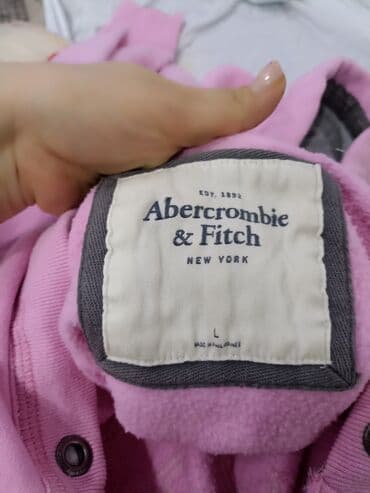 EST. 1892
Abercrombie
& Fitch
NEW YORK
L